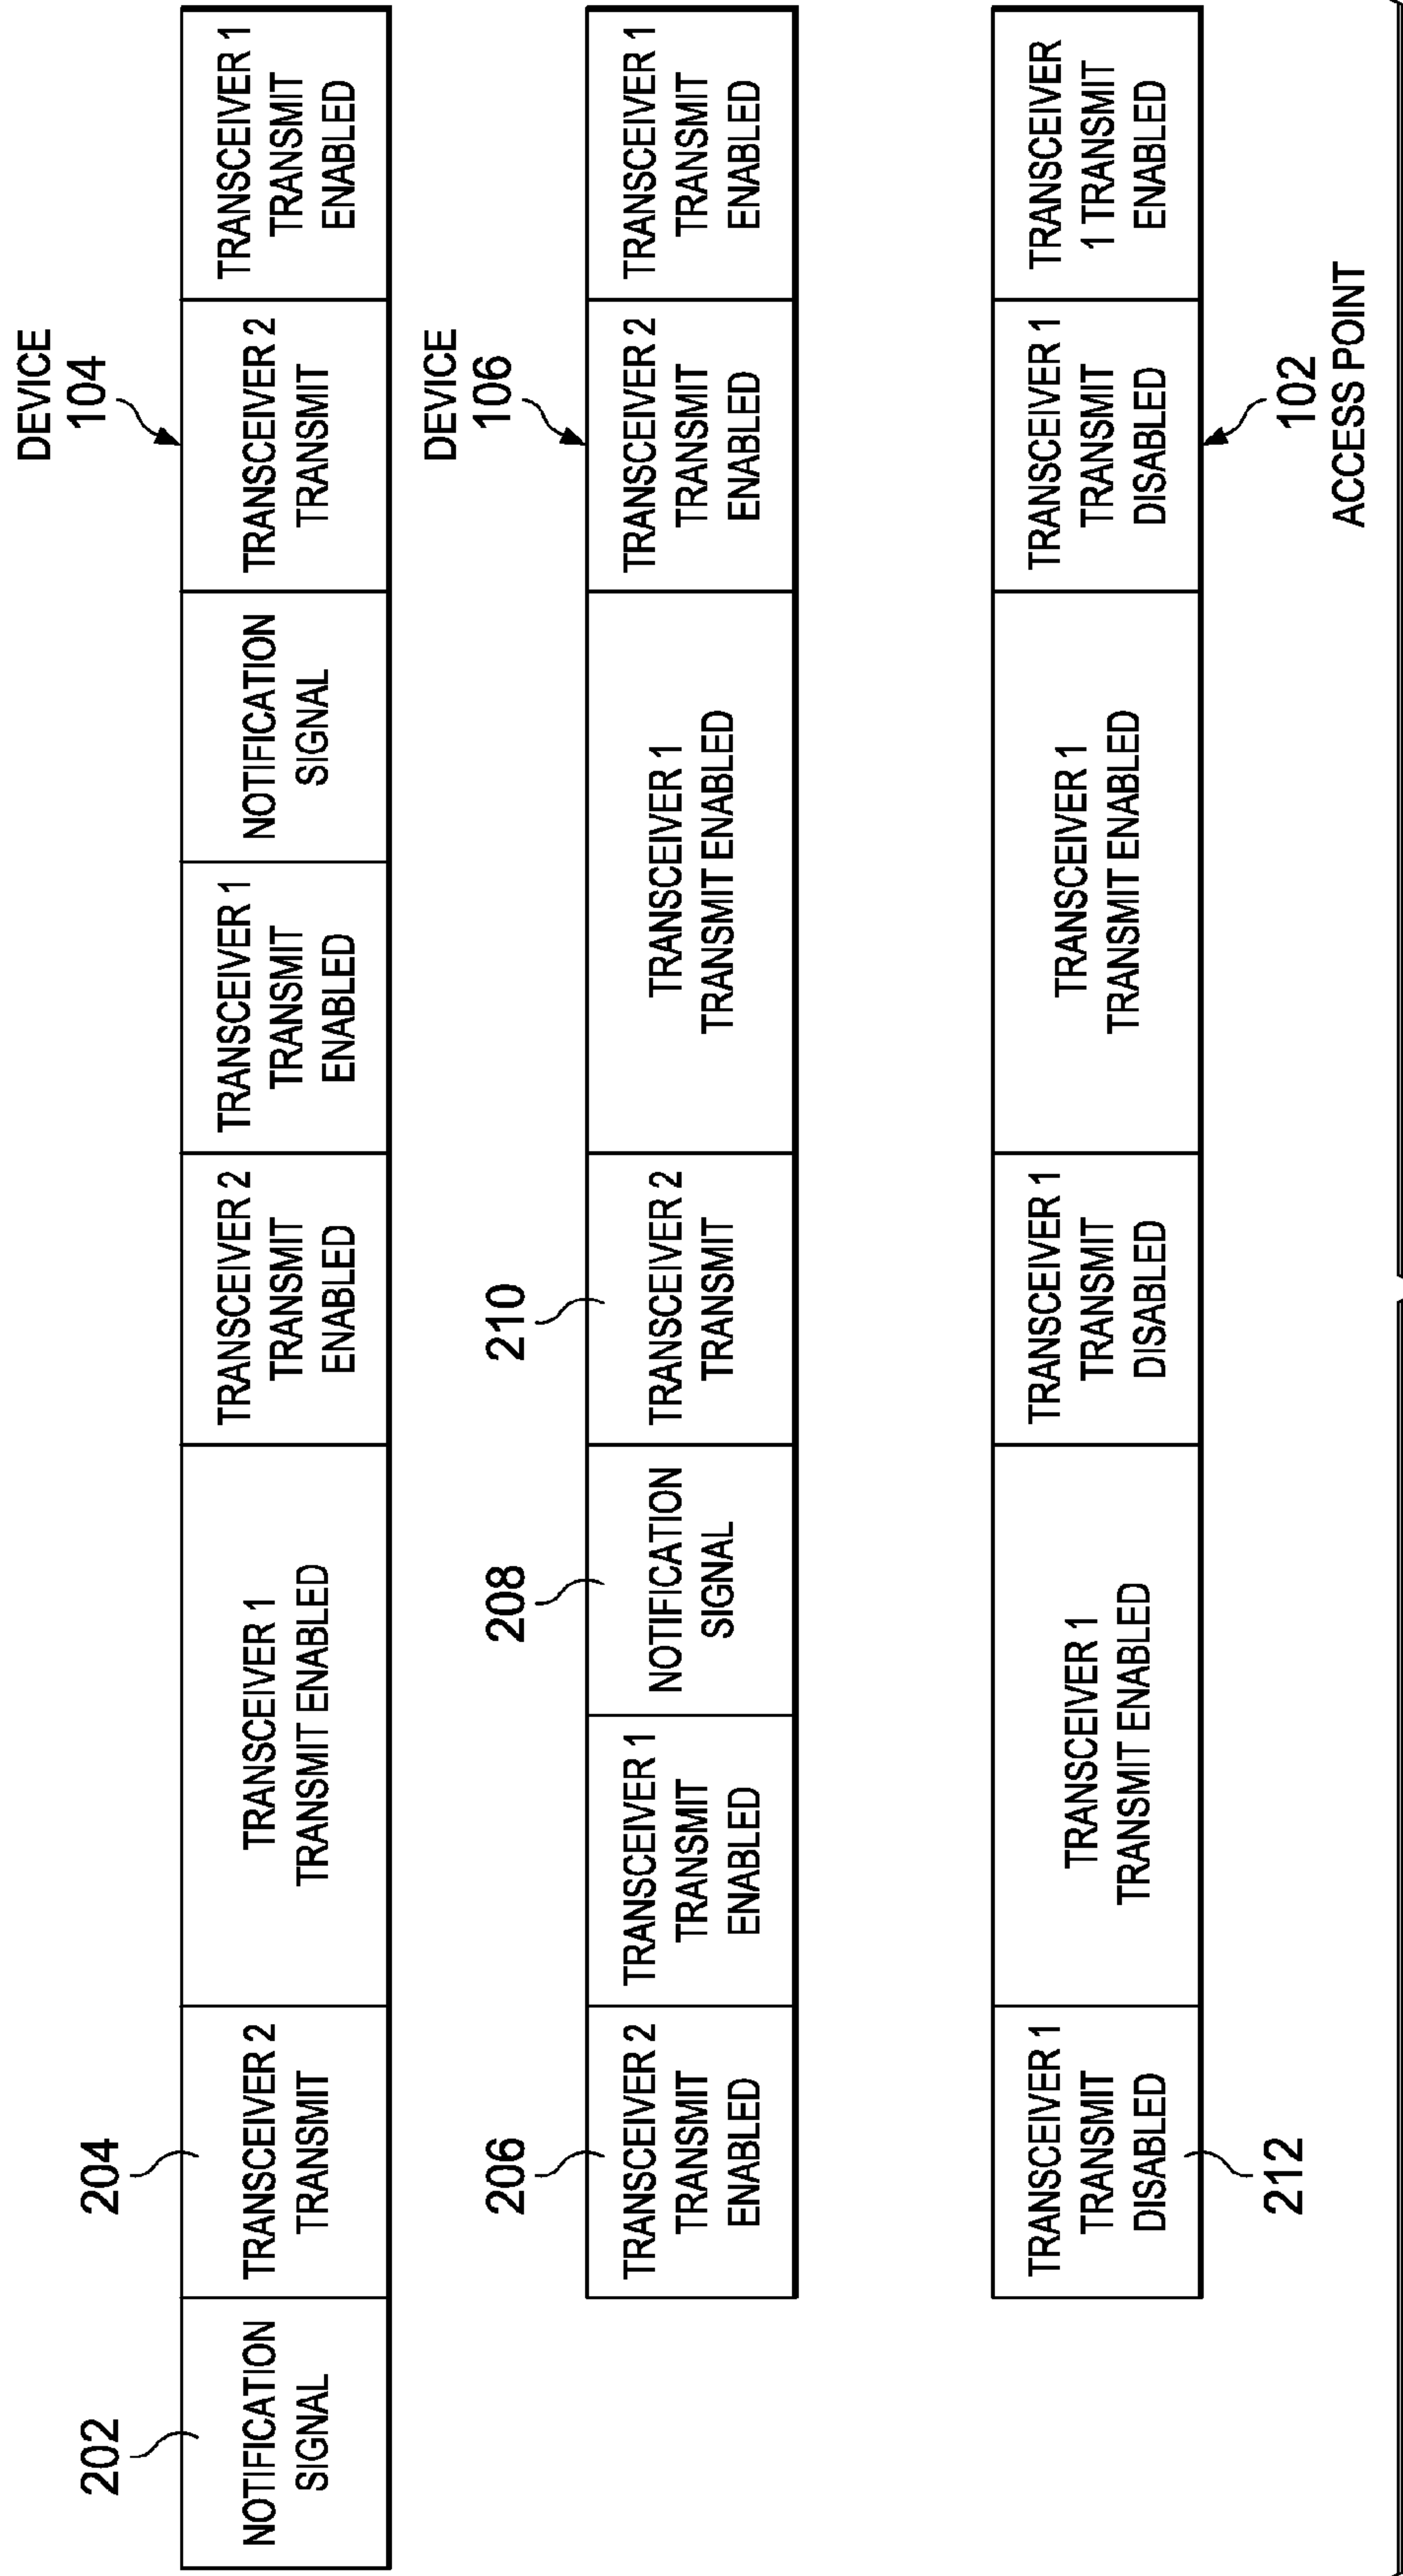 202
204
DEVICE
104
NOTIFICATION
SIGNAL
TRANSCEIVER 2
TRANSMIT
TRANSCEIVER 1
TRANSMIT ENABLED
TRANSCEIVER 2
TRANSMIT
ENABLED
TRANSCEIVER 1
TRANSMIT
ENABLED
NOTIFICATION
SIGNAL
TRANSCEIVER 2
TRANSMIT
TRANSCEIVER 1
TRANSMIT
ENABLED
206
208
210
DEVICE
106
TRANSCEIVER 2
TRANSMIT
ENABLED
TRANSCEIVER 1
TRANSMIT
ENABLED
NOTIFICATION
SIGNAL
TRANSCEIVER 2
TRANSMIT
TRANSCEIVER 1
TRANSMIT ENABLED
TRANSCEIVER 2
TRANSMIT
ENABLED
TRANSCEIVER 1
TRANSMIT
ENABLED
TRANSCEIVER 1
TRANSMIT
DISABLED
TRANSCEIVER 1
TRANSMIT ENABLED
TRANSCEIVER 1
TRANSMIT
DISABLED
TRANSCEIVER 1
TRANSMIT ENABLED
TRANSCEIVER 1
TRANSMIT
DISABLED
TRANSCEIVER
1 TRANSMIT
ENABLED
212
102
ACCESS POINT